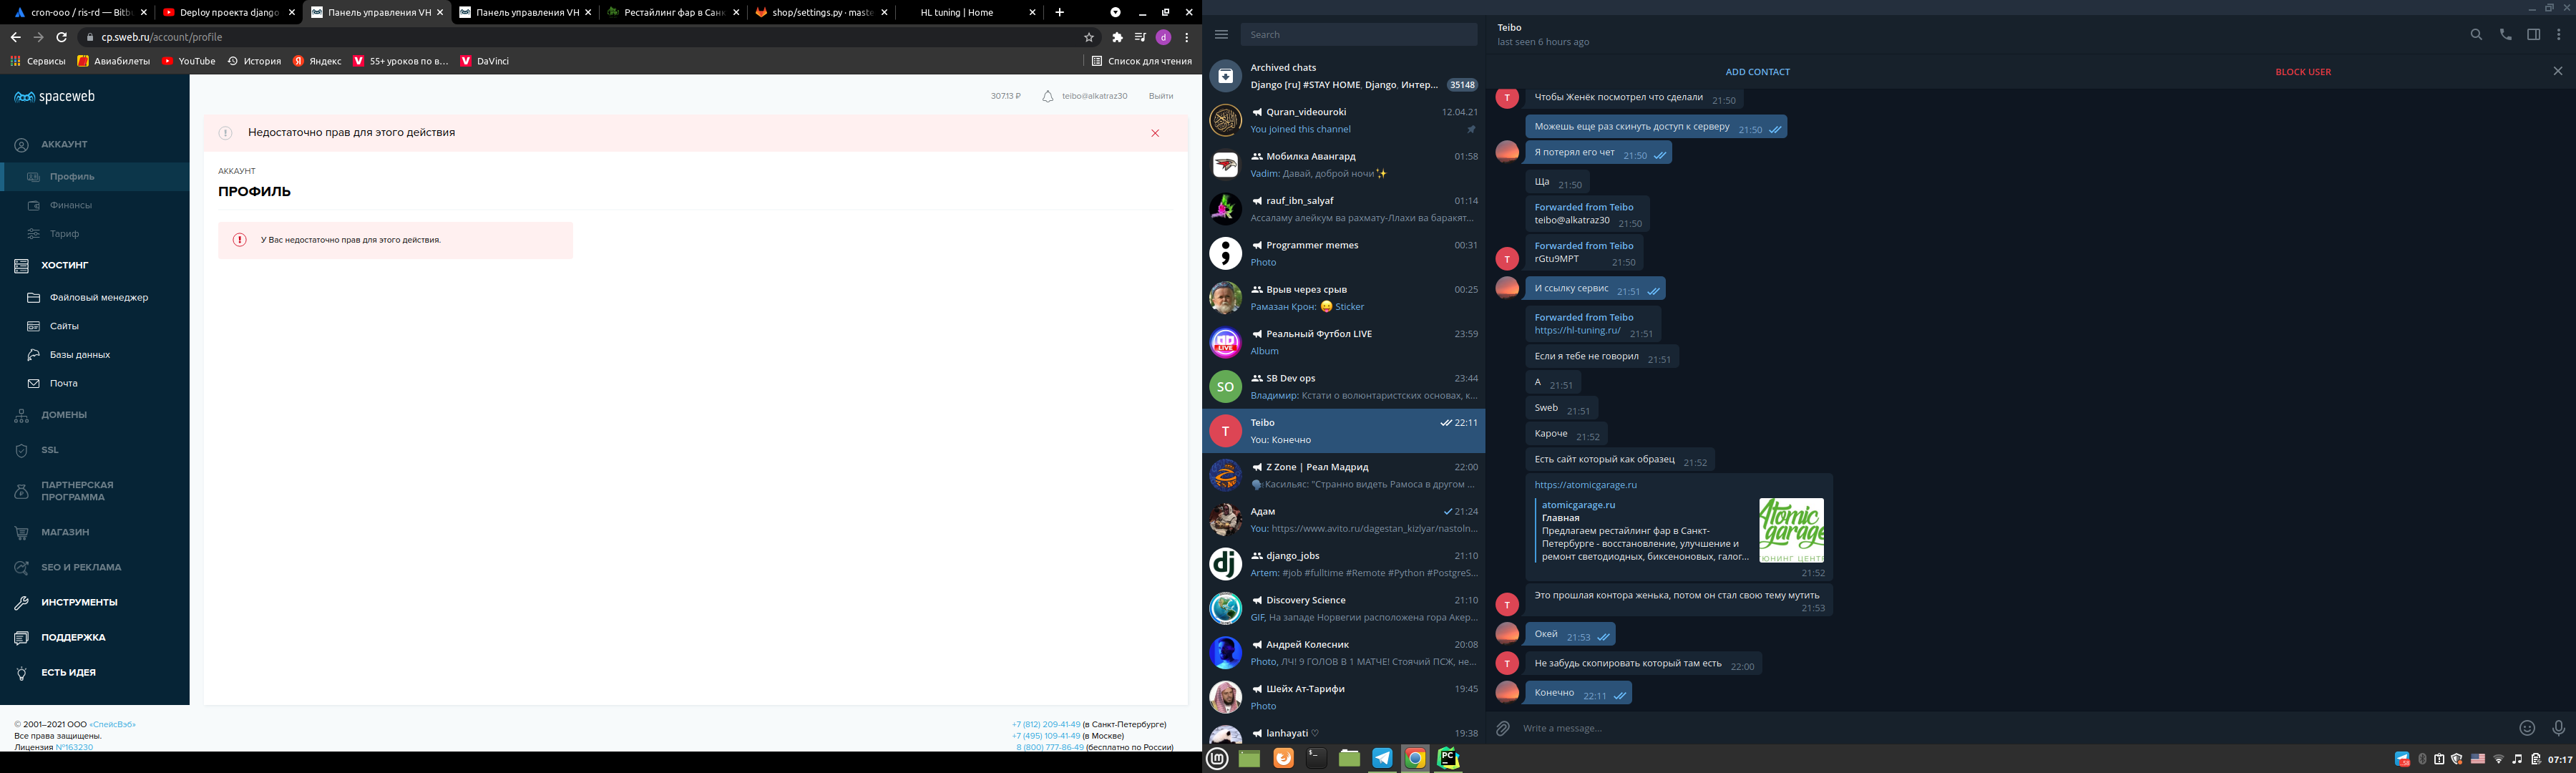 cron-ooo / ris-rd — Bitb
Deploy проекта django
Панель управления VH
Панель управления VH
Рестайлинг фар в Санк
shop/settings.py · maste
HL tuning | Home
cp.sweb.ru/account/profile
d
Сервисы
Авиабилеты
YouTube
История
Яндекс
55+ уроков по в...
DaVinci
Список для чтения
spaceweb
307.13 ₽
teibo@alkatraz30
Выйти
АККАУНТ
Профиль
Финансы
Тариф
ХОСТИНГ
Файловый менеджер
Сайты
Базы данных
Почта
ДОМЕНЫ
SSL
ПАРТНЕРСКАЯ
ПРОГРАММА
МАГАЗИН
SEO И РЕКЛАМА
ИНСТРУМЕНТЫ
ПОДДЕРЖКА
ЕСТЬ ИДЕЯ
Недостаточно прав для этого действия
АККАУНТ
ПРОФИЛЬ
У Вас недостаточно прав для этого действия.
© 2001–2021 ООО «СпейсВэб»
Все права защищены.
Лицензия №163230
+7 (812) 209-41-49 (в Санкт-Петербурге)
+7 (495) 109-41-49 (в Москве)
8 (800) 777-86-49 (бесплатно по России)
Search
Archived chats
Django [ru] #STAY HOME, Django, Интер... 35148
Quran_videouroki 12.04.21
You joined this channel
Мобилка Авангард 01:58
Vadim: Давай, доброй ночи✨
rauf_ibn_salyaf 01:14
Ассаламу алейкум ва рахмату-Ллахи ва баракят...
Programmer memes 00:31
Photo
Врыв через срыв 00:25
Рамазан Крон: 😜 Sticker
Реальный Футбол LIVE 23:59
Album
SO
SB Dev ops 23:44
Владимир: Кстати о волюнтаристских основах, к...
T
Teibo 22:11
You: Конечно
Z Zone | Реал Мадрид 22:00
🗣Касильяс: "Странно видеть Рамоса в другом ...
Адам 21:24
You: https://www.avito.ru/dagestan_kizlyar/nastoln...
dj
django_jobs 21:10
Artem: #job #fulltime #Remote #Python #PostgreS...
Discovery Science 21:10
GIF, На западе Норвегии расположена гора Акер...
Андрей Колесник 20:08
Photo, ЛЧ! 9 ГОЛОВ В 1 МАТЧЕ! Стоячий ПСЖ, не...
Шейх Ат-Тарифи 19:45
Photo
lanhayati ♡ 19:38
Teibo
last seen 6 hours ago
ADD CONTACT
BLOCK USER
T
Чтобы Женёк посмотрел что сделали 21:50
Можешь еще раз скинуть доступ к серверу 21:50
Я потерял его чет 21:50
Ща 21:50
Forwarded from Teibo
teibo@alkatraz30 21:50
Forwarded from Teibo
T
rGtu9MPT 21:50
И ссылку сервис 21:51
Forwarded from Teibo
https://hl-tuning.ru/ 21:51
Если я тебе не говорил 21:51
А 21:51
Sweb 21:51
Кароче 21:52
Есть сайт который как образец 21:52
https://atomicgarage.ru
atomicgarage.ru
Главная
Предлагаем рестайлинг фар в Санкт-
Петербурге - восстановление, улучшение и
ремонт светодиодных, биксеноновых, галог...
Atomic
garage
21:52
T
Это прошлая контора женька, потом он стал свою тему мутить
21:53
Окей 21:53
T
Не забудь скопировать который там есть 22:00
Конечно 22:11
Write a message...
PC
07:17